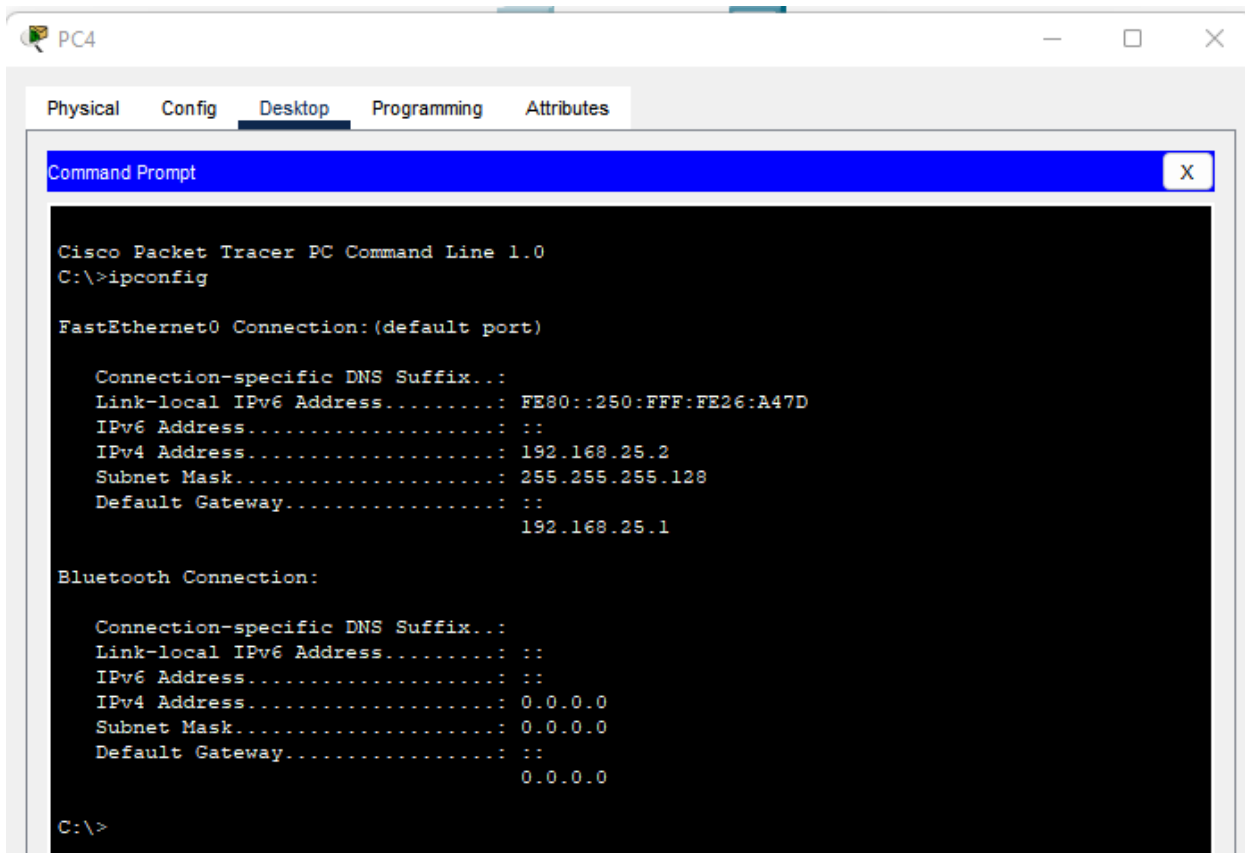 PC4
Physical Config Desktop Programming Attributes
Command Prompt X
Cisco Packet Tracer PC Command Line 1.0
C:\>ipconfig
FastEthernet0 Connection:(default port)
Connection-specific DNS Suffix..:
Link-local IPv6 Address.........: FE80::250:FFF:FE26:A47D
IPv6 Address....................: ::
IPv4 Address....................: 192.168.25.2
Subnet Mask.....................: 255.255.255.128
Default Gateway.................: ::
192.168.25.1
Bluetooth Connection:
Connection-specific DNS Suffix..:
Link-local IPv6 Address.........: ::
IPv6 Address....................: ::
IPv4 Address....................: 0.0.0.0
Subnet Mask.....................: 0.0.0.0
Default Gateway.................: ::
0.0.0.0
C:\>